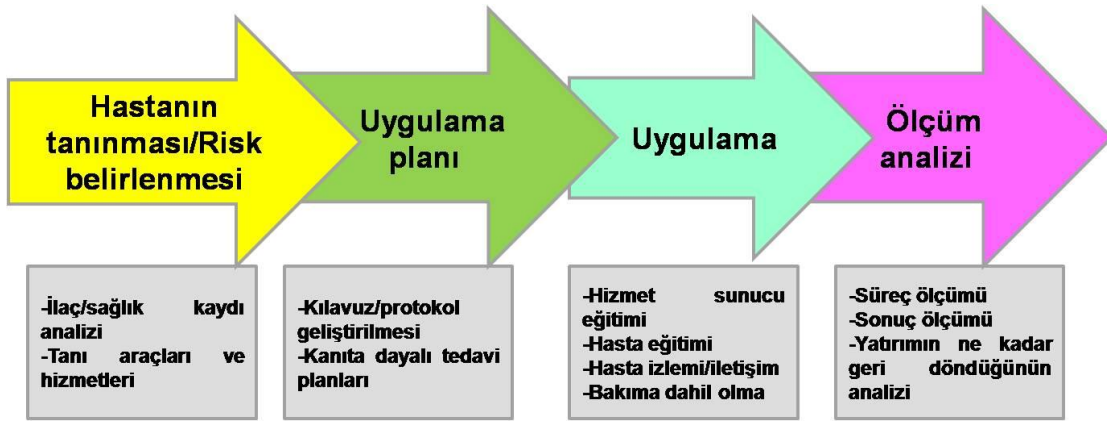 Hastanın
tanınması/Risk
belirlenmesi
Uygulama
planı
Uygulama
Ölçüm
analizi
-İlaç/sağlık kaydı
analizi
-Tanı araçları ve
hizmetleri
-Kılavuz/protokol
geliştirilmesi
-Kanıta dayalı tedavi
planları
-Hizmet sunucu
eğitimi
-Hasta eğitimi
-Hasta izlemi/iletişim
-Bakıma dahil olma
-Süreç ölçümü
-Sonuç ölçümü
-Yatırımın ne kadar
geri döndüğünün
analizi